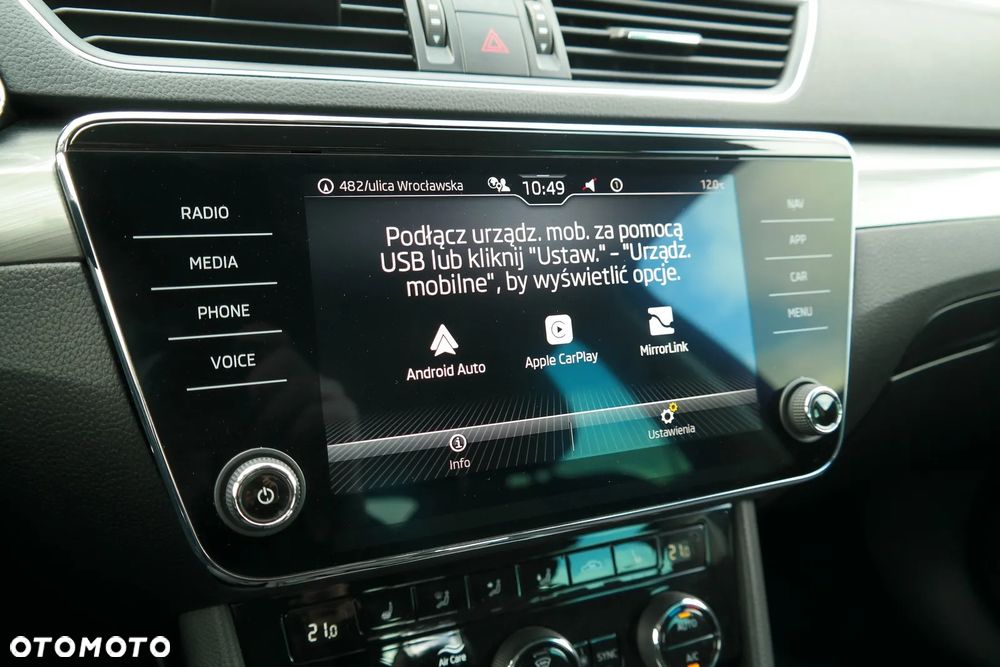 482/ulica Wrocławska 10:49 12.0°C
RADIO
MEDIA
PHONE
VOICE
NAV
APP
CAR
MENU
Podłącz urządz. mob. za pomocą
USB lub kliknij "Ustaw." - "Urządz.
mobilne", by wyświetlić opcje.
Android Auto
Apple CarPlay
MirrorLink
Info
Ustawienia
21.0
21.0
Air Care
SYNC
AUTO
A/C
OTOMOTO